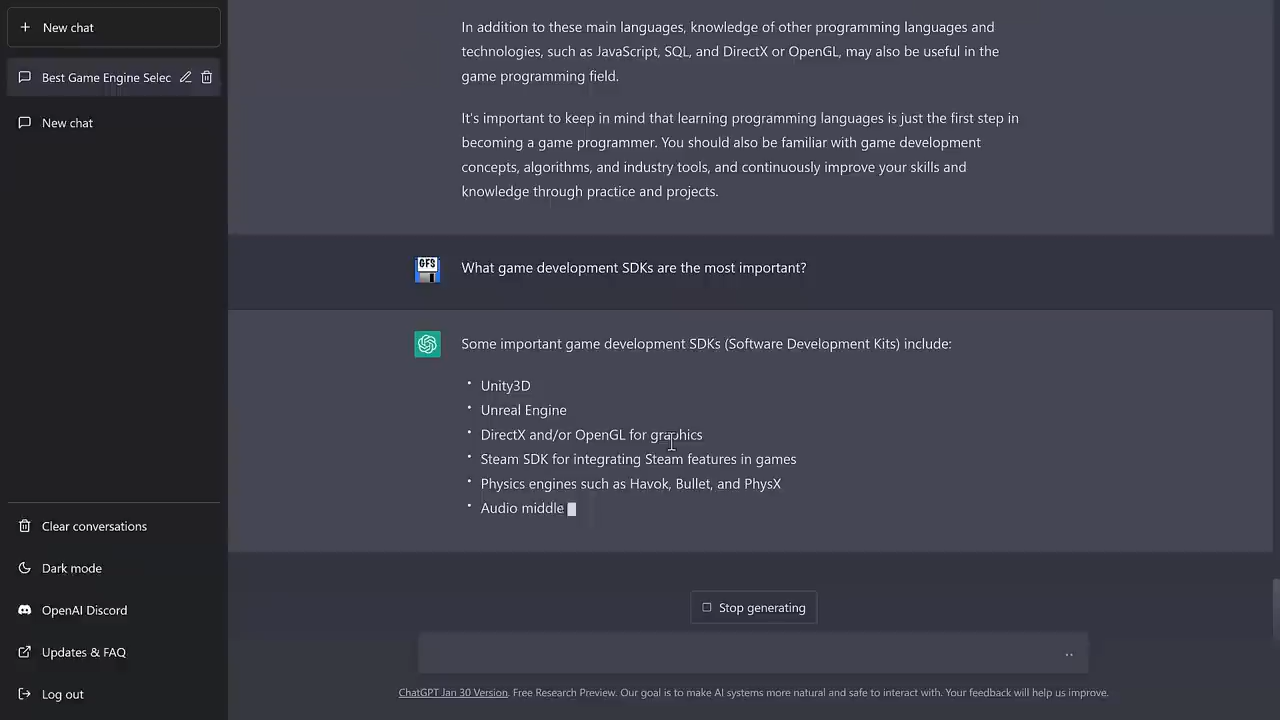 New chat
Best Game Engine Selec
New chat
Clear conversations
Dark mode
OpenAI Discord
Updates & FAQ
Log out
In addition to these main languages, knowledge of other programming languages and
technologies, such as JavaScript, SQL, and DirectX or OpenGL, may also be useful in the
game programming field.
It's important to keep in mind that learning programming languages is just the first step in
becoming a game programmer. You should also be familiar with game development
concepts, algorithms, and industry tools, and continuously improve your skills and
knowledge through practice and projects.
GFS
What game development SDKs are the most important?
Some important game development SDKs (Software Development Kits) include:
• Unity3D
• Unreal Engine
• DirectX and/or OpenGL for graphics
• Steam SDK for integrating Steam features in games
• Physics engines such as Havok, Bullet, and PhysX
• Audio middle
Stop generating
ChatGPT Jan 30 Version. Free Research Preview. Our goal is to make AI systems more natural and safe to interact with. Your feedback will help us improve.